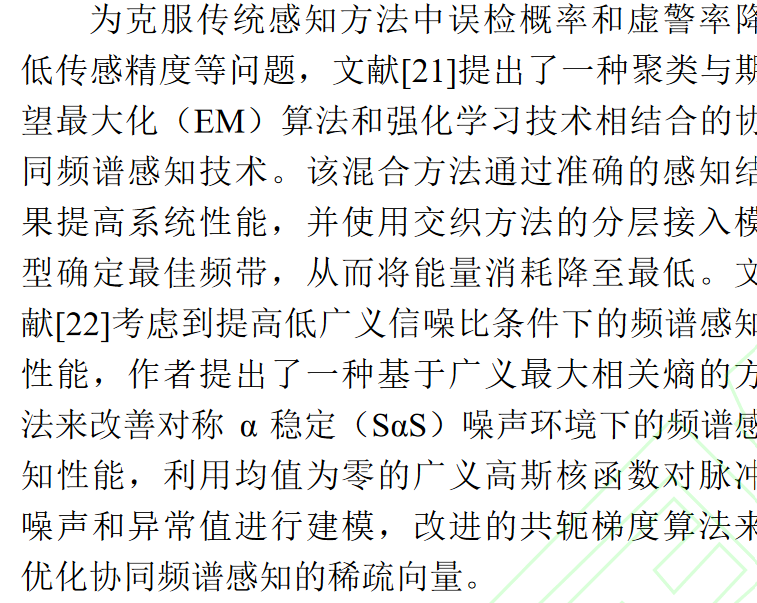 为克服传统感知方法中误检概率和虚警率降
低传感精度等问题，文献[21]提出了一种聚类与期
望最大化（EM）算法和强化学习技术相结合的协
同频谱感知技术。该混合方法通过准确的感知结
果提高系统性能，并使用交织方法的分层接入模
型确定最佳频带，从而将能量消耗降至最低。文
献[22]考虑到提高低广义信噪比条件下的频谱感知
性能，作者提出了一种基于广义最大相关熵的方
法来改善对称 α 稳定（SαS）噪声环境下的频谱感
知性能，利用均值为零的广义高斯核函数对脉冲
噪声和异常值进行建模，改进的共轭梯度算法来
优化协同频谱感知的稀疏向量。